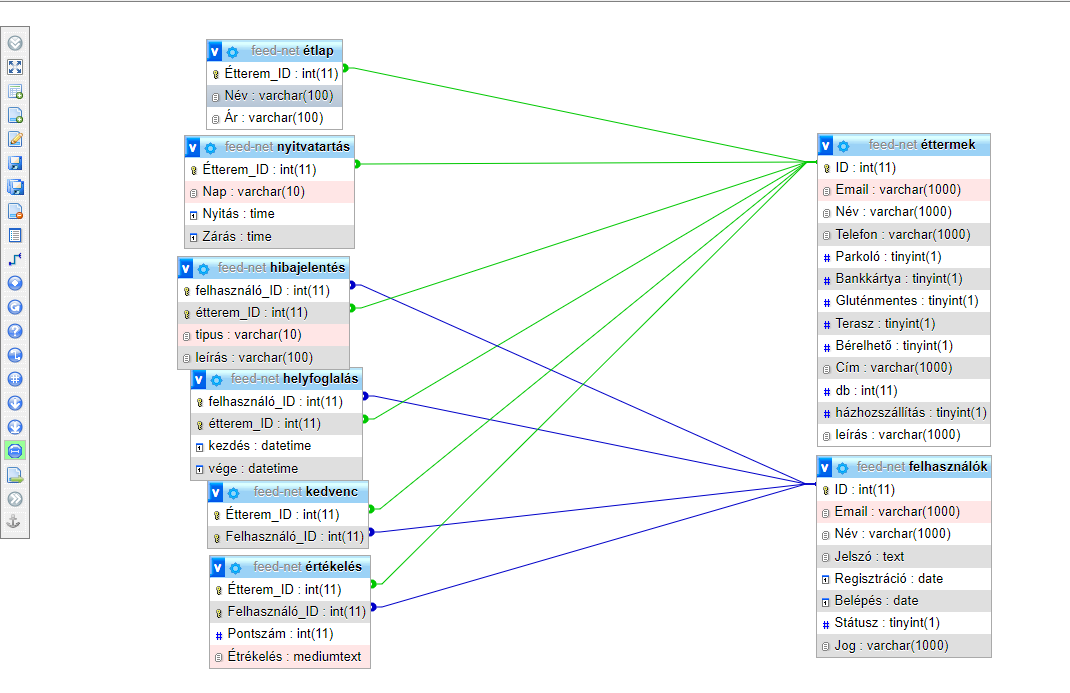 feed-net étlap
Étterem_ID : int(11)
Név : varchar(100)
Ár : varchar(100)
feed-net nyitvatartás
Étterem_ID : int(11)
Nap : varchar(10)
Nyitás : time
Zárás : time
feed-net hibajelentés
felhasználó_ID : int(11)
étterem_ID : int(11)
tipus : varchar(10)
leírás : varchar(100)
feed-net helyfoglalás
felhasználó_ID : int(11)
étterem_ID : int(11)
kezdés : datetime
vége : datetime
feed-net kedvenc
Étterem_ID : int(11)
Felhasználó_ID : int(11)
feed-net értékelés
Étterem_ID : int(11)
Felhasználó_ID : int(11)
Pontszám : int(11)
Étrékelés : mediumtext
feed-net éttermek
ID : int(11)
Email : varchar(1000)
Név : varchar(1000)
Telefon : varchar(1000)
Parkoló : tinyint(1)
Bankkártya : tinyint(1)
Gluténmentes : tinyint(1)
Terasz : tinyint(1)
Bérelhető : tinyint(1)
Cím : varchar(1000)
db : int(11)
házhozszállítás : tinyint(1)
leírás : varchar(1000)
feed-net felhasználók
ID : int(11)
Email : varchar(1000)
Név : varchar(1000)
Jelszó : text
Regisztráció : date
Belépés : date
Státusz : tinyint(1)
Jog : varchar(1000)